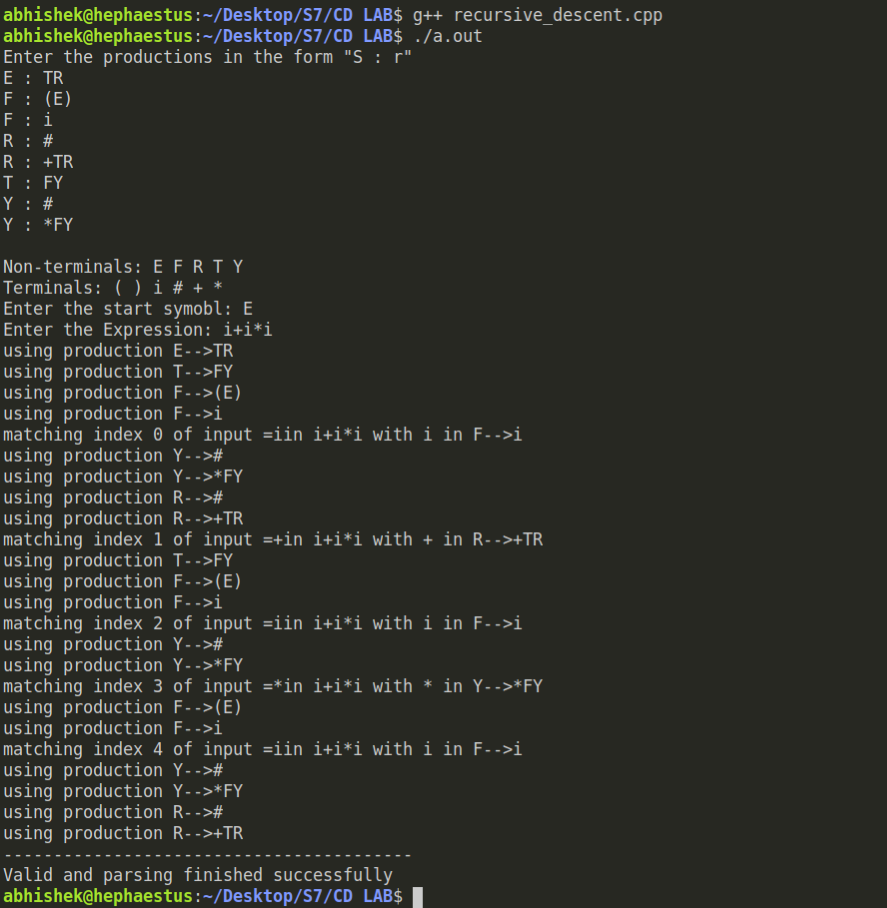 abhishek@hephaestus:~/Desktop/S7/CD LAB$ g++ recursive_descent.cpp
abhishek@hephaestus:~/Desktop/S7/CD LAB$ ./a.out
Enter the productions in the form "S : r"
E : TR
F : (E)
F : i
R : #
R : +TR
T : FY
Y : #
Y : *FY

Non-terminals: E F R T Y
Terminals: ( ) i # + *
Enter the start symobl: E
Enter the Expression: i+i*i
using production E-->TR
using production T-->FY
using production F-->(E)
using production F-->i
matching index 0 of input =iin i+i*i with i in F-->i
using production Y-->#
using production Y-->*FY
using production R-->#
using production R-->+TR
matching index 1 of input =+in i+i*i with + in R-->+TR
using production T-->FY
using production F-->(E)
using production F-->i
matching index 2 of input =iin i+i*i with i in F-->i
using production Y-->#
using production Y-->*FY
matching index 3 of input =*in i+i*i with * in Y-->*FY
using production F-->(E)
using production F-->i
matching index 4 of input =iin i+i*i with i in F-->i
using production Y-->#
using production Y-->*FY
using production R-->#
using production R-->+TR
-----------------------------------------
Valid and parsing finished successfully
abhishek@hephaestus:~/Desktop/S7/CD LAB$